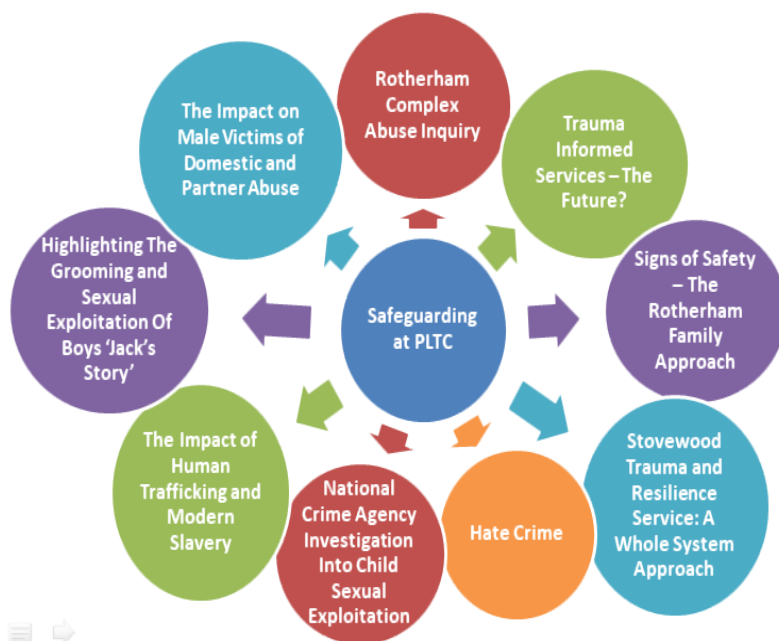 Rotherham
Complex
Abuse Inquiry
Trauma
Informed
Services – The
Future?
Signs of Safety
– The
Rotherham
Family
Approach
Stovewood
Trauma and
Resilience
Service: A
Whole System
Approach
Hate Crime
National
Crime Agency
Investigation
Into Child
Sexual
Exploitation
The Impact of
Human
Trafficking and
Modern
Slavery
Highlighting The
Grooming and
Sexual
Exploitation Of
Boys ‘Jack’s
Story’
The Impact on
Male Victims of
Domestic and
Partner Abuse
Safeguarding
at PLTC